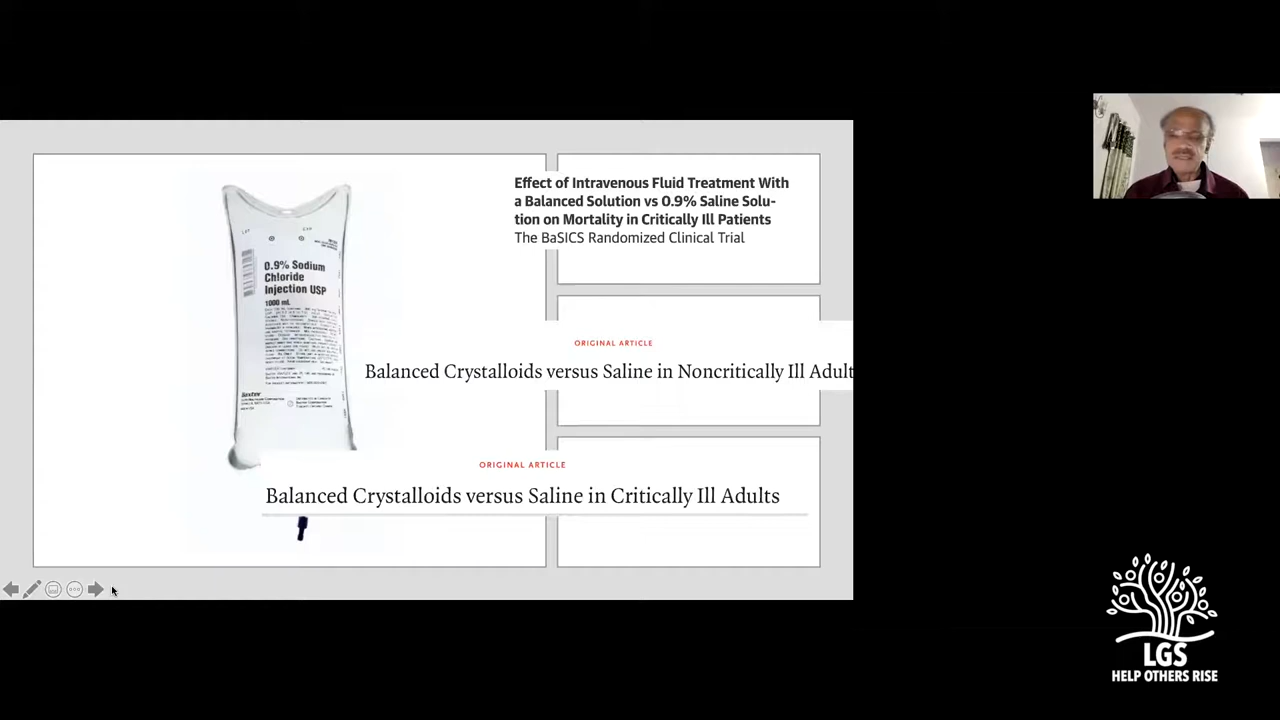 Effect of Intravenous Fluid Treatment With
a Balanced Solution vs 0.9% Saline Solu-
tion on Mortality in Critically Ill Patients
The BaSICS Randomized Clinical Trial
0.9% Sodium
Chloride
Injection USP
1000 mL
Baxter
ORIGINAL ARTICLE
Balanced Crystalloids versus Saline in Noncritically Ill Adult
ORIGINAL ARTICLE
Balanced Crystalloids versus Saline in Critically Ill Adults
LGS
HELP OTHERS RISE